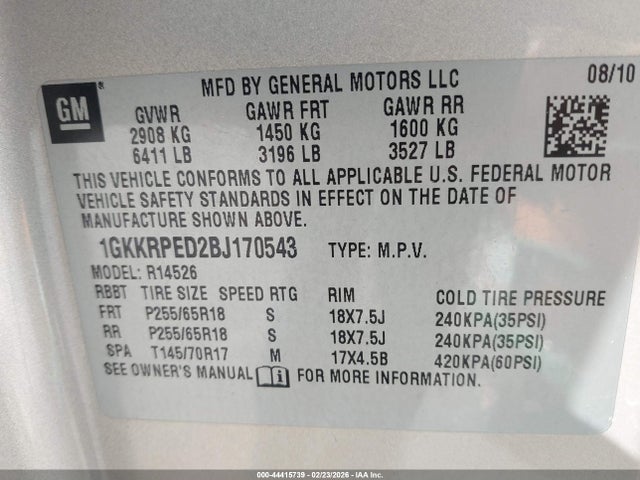 GM
®
MFD BY GENERAL MOTORS LLC 08/10
GVWR GAWR FRT GAWR RR
2908 KG 1450 KG 1600 KG
6411 LB 3196 LB 3527 LB
THIS VEHICLE CONFORMS TO ALL APPLICABLE U.S. FEDERAL MOTOR
VEHICLE SAFETY STANDARDS IN EFFECT ON THE DATE OF
MANUFACTURE SHOWN ABOVE.
1GKKRPED2BJ170543 TYPE: M.P.V.
MODEL: R14526
RBBT TIRE SIZE SPEED RTG RIM COLD TIRE PRESSURE
FRT P255/65R18 S 18X7.5J 240KPA(35PSI)
RR P255/65R18 S 18X7.5J 240KPA(35PSI)
SPA T145/70R17 M 17X4.5B 420KPA(60PSI)
SEE OWNER'S MANUAL i FOR MORE INFORMATION.
000-44415739 - 02/23/2026 - IAA Inc.